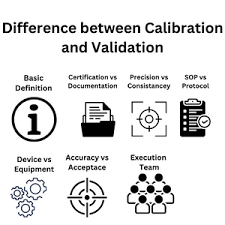 Difference between Calibration
and Validation
Basic
Definition
Certification vs
Documentation
Precision vs
Consistancey
SOP vs
Protocol
Device vs
Equipment
Accuracy vs
Acceptace
Execution
Team